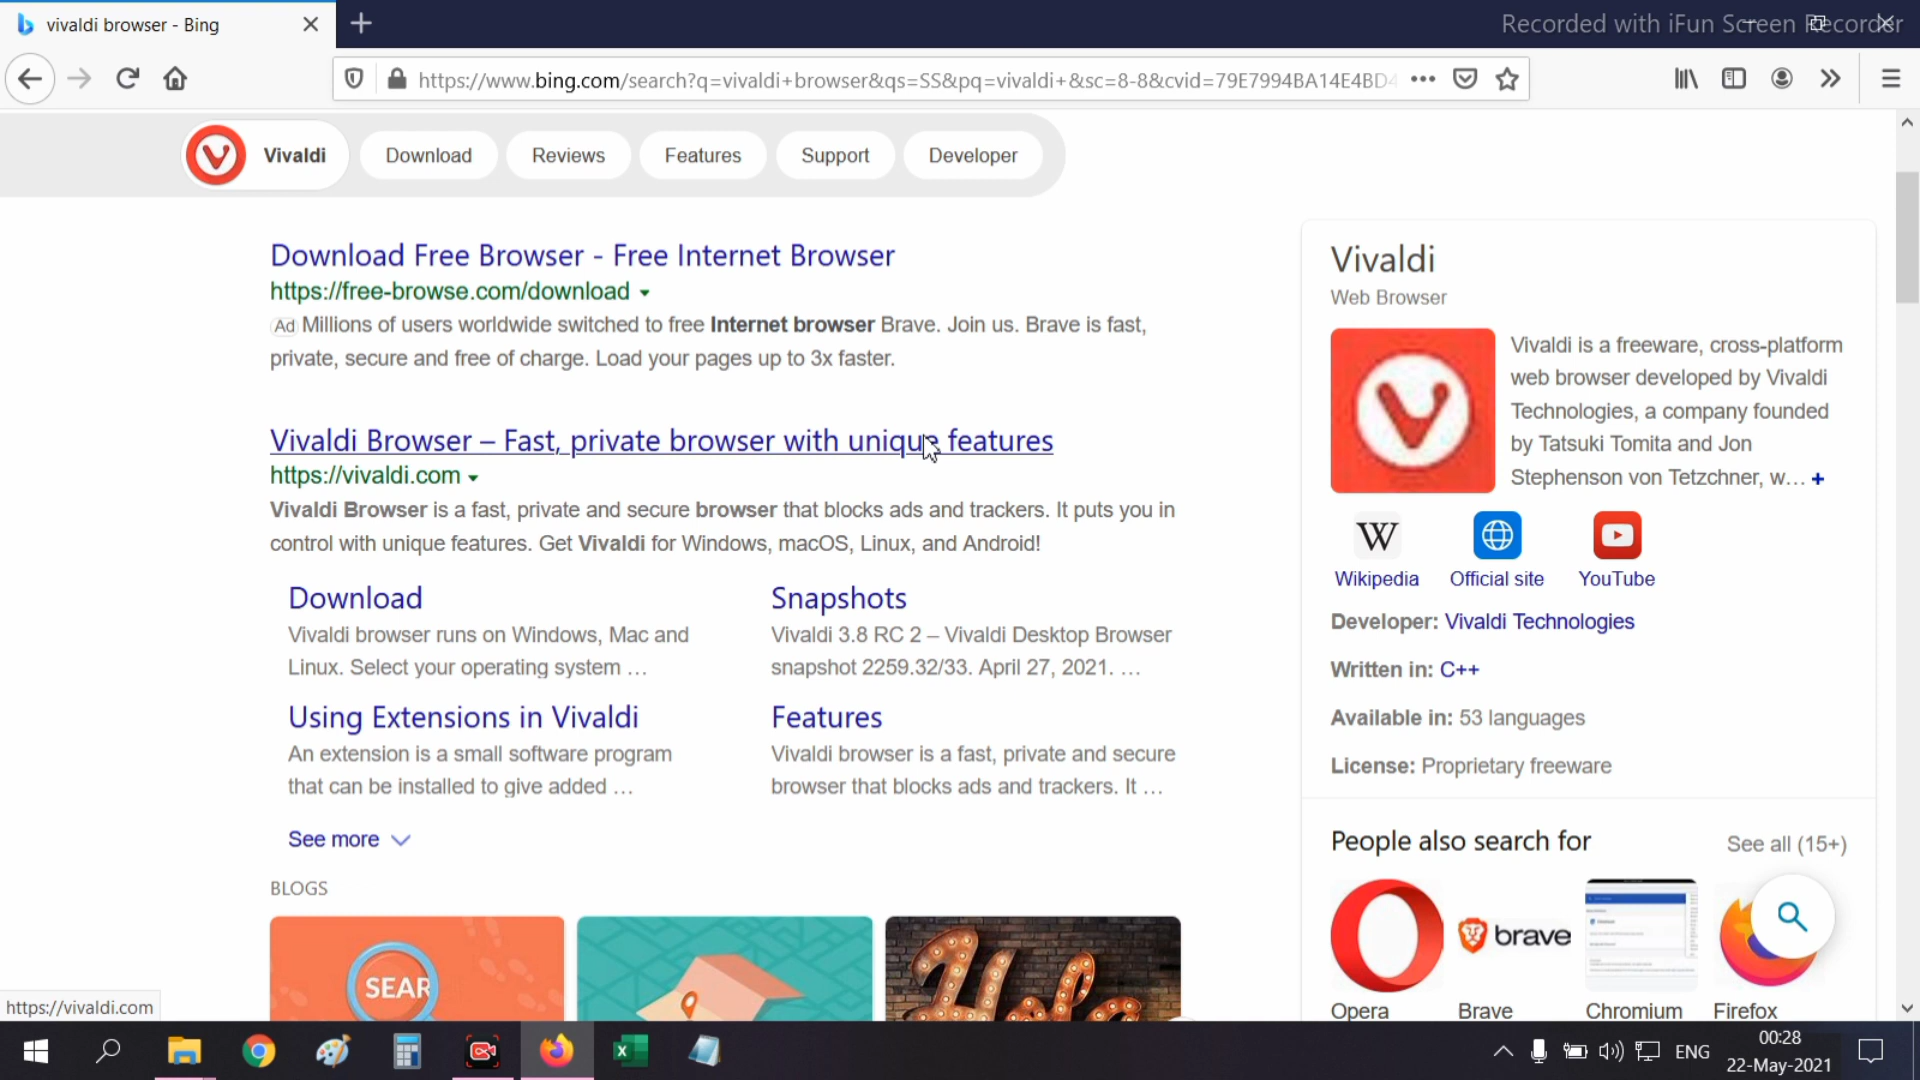 vivaldi browser - Bing
Recorded with iFun Screen Recorder
https://www.bing.com/search?q=vivaldi+browser&qs=SS&pq=vivaldi+&sc=8-8&cvid=79E7994BA14E4BD4
Vivaldi
Download
Reviews
Features
Support
Developer
Download Free Browser - Free Internet Browser
https://free-browse.com/download
Ad Millions of users worldwide switched to free Internet browser Brave. Join us. Brave is fast,
private, secure and free of charge. Load your pages up to 3x faster.
Vivaldi Browser – Fast, private browser with unique features
https://vivaldi.com
Vivaldi Browser is a fast, private and secure browser that blocks ads and trackers. It puts you in
control with unique features. Get Vivaldi for Windows, macOS, Linux, and Android!
Download
Vivaldi browser runs on Windows, Mac and
Linux. Select your operating system …
Snapshots
Vivaldi 3.8 RC 2 – Vivaldi Desktop Browser
snapshot 2259.32/33. April 27, 2021. …
Using Extensions in Vivaldi
An extension is a small software program
that can be installed to give added …
Features
Vivaldi browser is a fast, private and secure
browser that blocks ads and trackers. It …
See more
BLOGS
SEAR
Hola
Vivaldi
Web Browser
Vivaldi is a freeware, cross-platform
web browser developed by Vivaldi
Technologies, a company founded
by Tatsuki Tomita and Jon
Stephenson von Tetzchner, w… +
W
Wikipedia
Official site
YouTube
Developer: Vivaldi Technologies
Written in: C++
Available in: 53 languages
License: Proprietary freeware
People also search for
See all (15+)
brave
Opera
Brave
Chromium
Firefox
https://vivaldi.com
ENG
00:28
22-May-2021